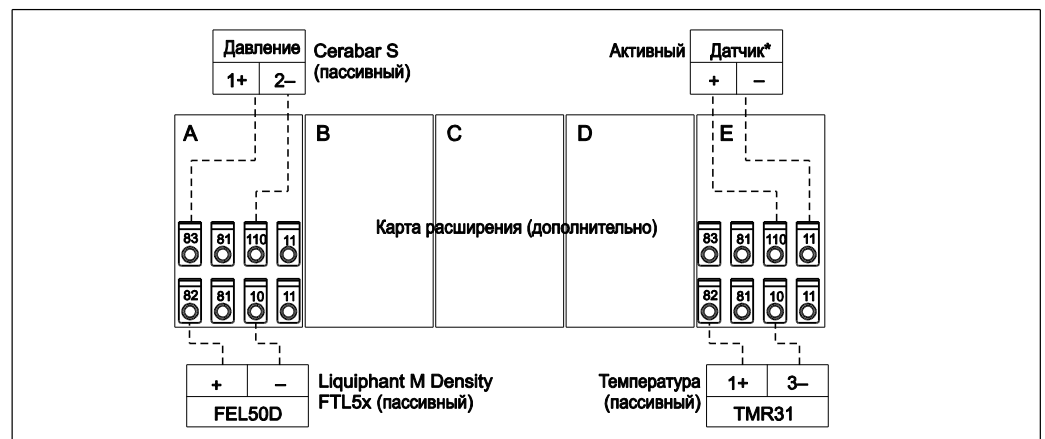 Давление
1+ 2–
Cerabar S
(пассивный)
Активный
Датчик*
+ –
A B C D E
83 81 110 11
83 81 110 11
Карта расширения (дополнительно)
82 81 10 11
82 81 10 11
+ –
FEL50D
Liquiphant M Density
FTL5x (пассивный)
Температура
(пассивный)
1+ 3–
TMR31